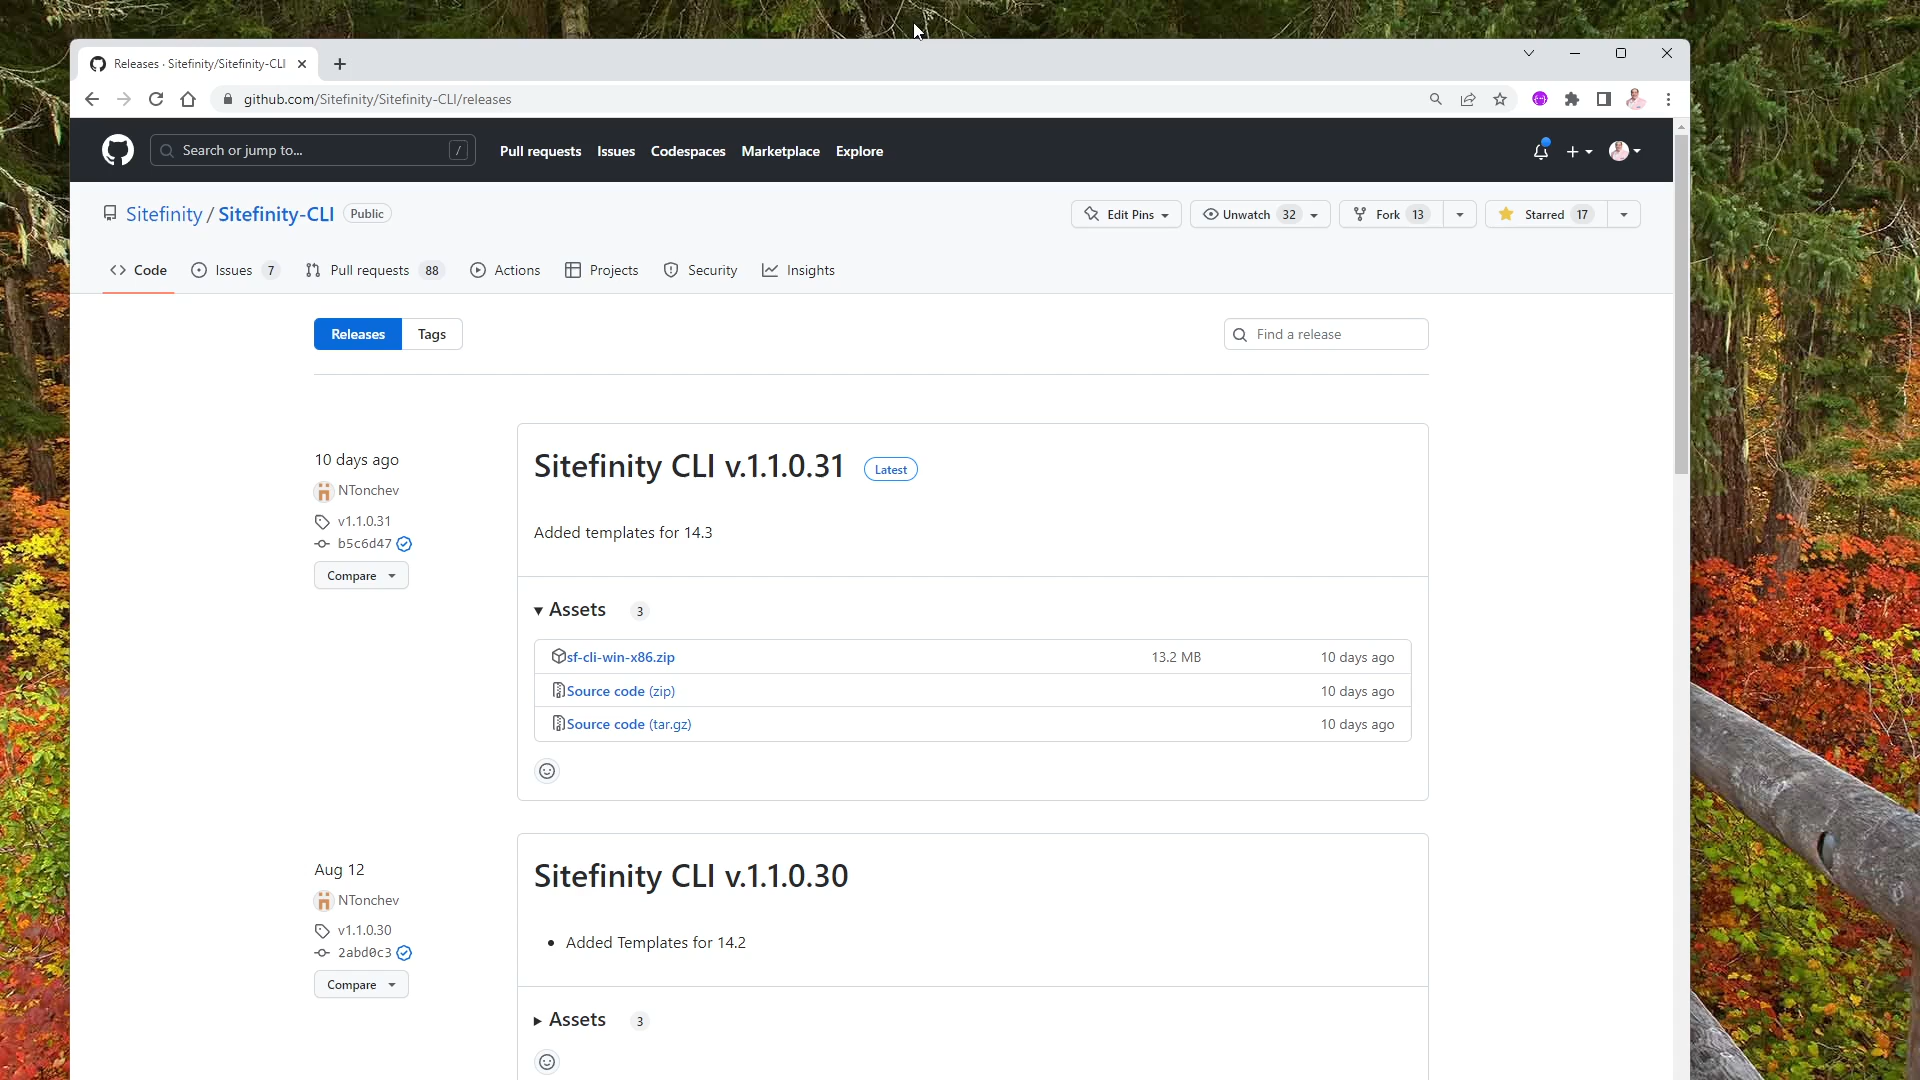 Releases · Sitefinity/Sitefinity-CLI
github.com/Sitefinity/Sitefinity-CLI/releases
Search or jump to...
/
Pull requests
Issues
Codespaces
Marketplace
Explore
Sitefinity / Sitefinity-CLI
Public
Edit Pins
Unwatch 32
Fork 13
Starred 17
Code
Issues 7
Pull requests 88
Actions
Projects
Security
Insights
Releases
Tags
Find a release
10 days ago
NTonchev
v1.1.0.31
b5c6d47
Compare
Sitefinity CLI v.1.1.0.31
Latest
Added templates for 14.3
Assets 3
sf-cli-win-x86.zip
13.2 MB
10 days ago
Source code (zip)
10 days ago
Source code (tar.gz)
10 days ago
Aug 12
NTonchev
v1.1.0.30
2abd0c3
Compare
Sitefinity CLI v.1.1.0.30
• Added Templates for 14.2
Assets 3